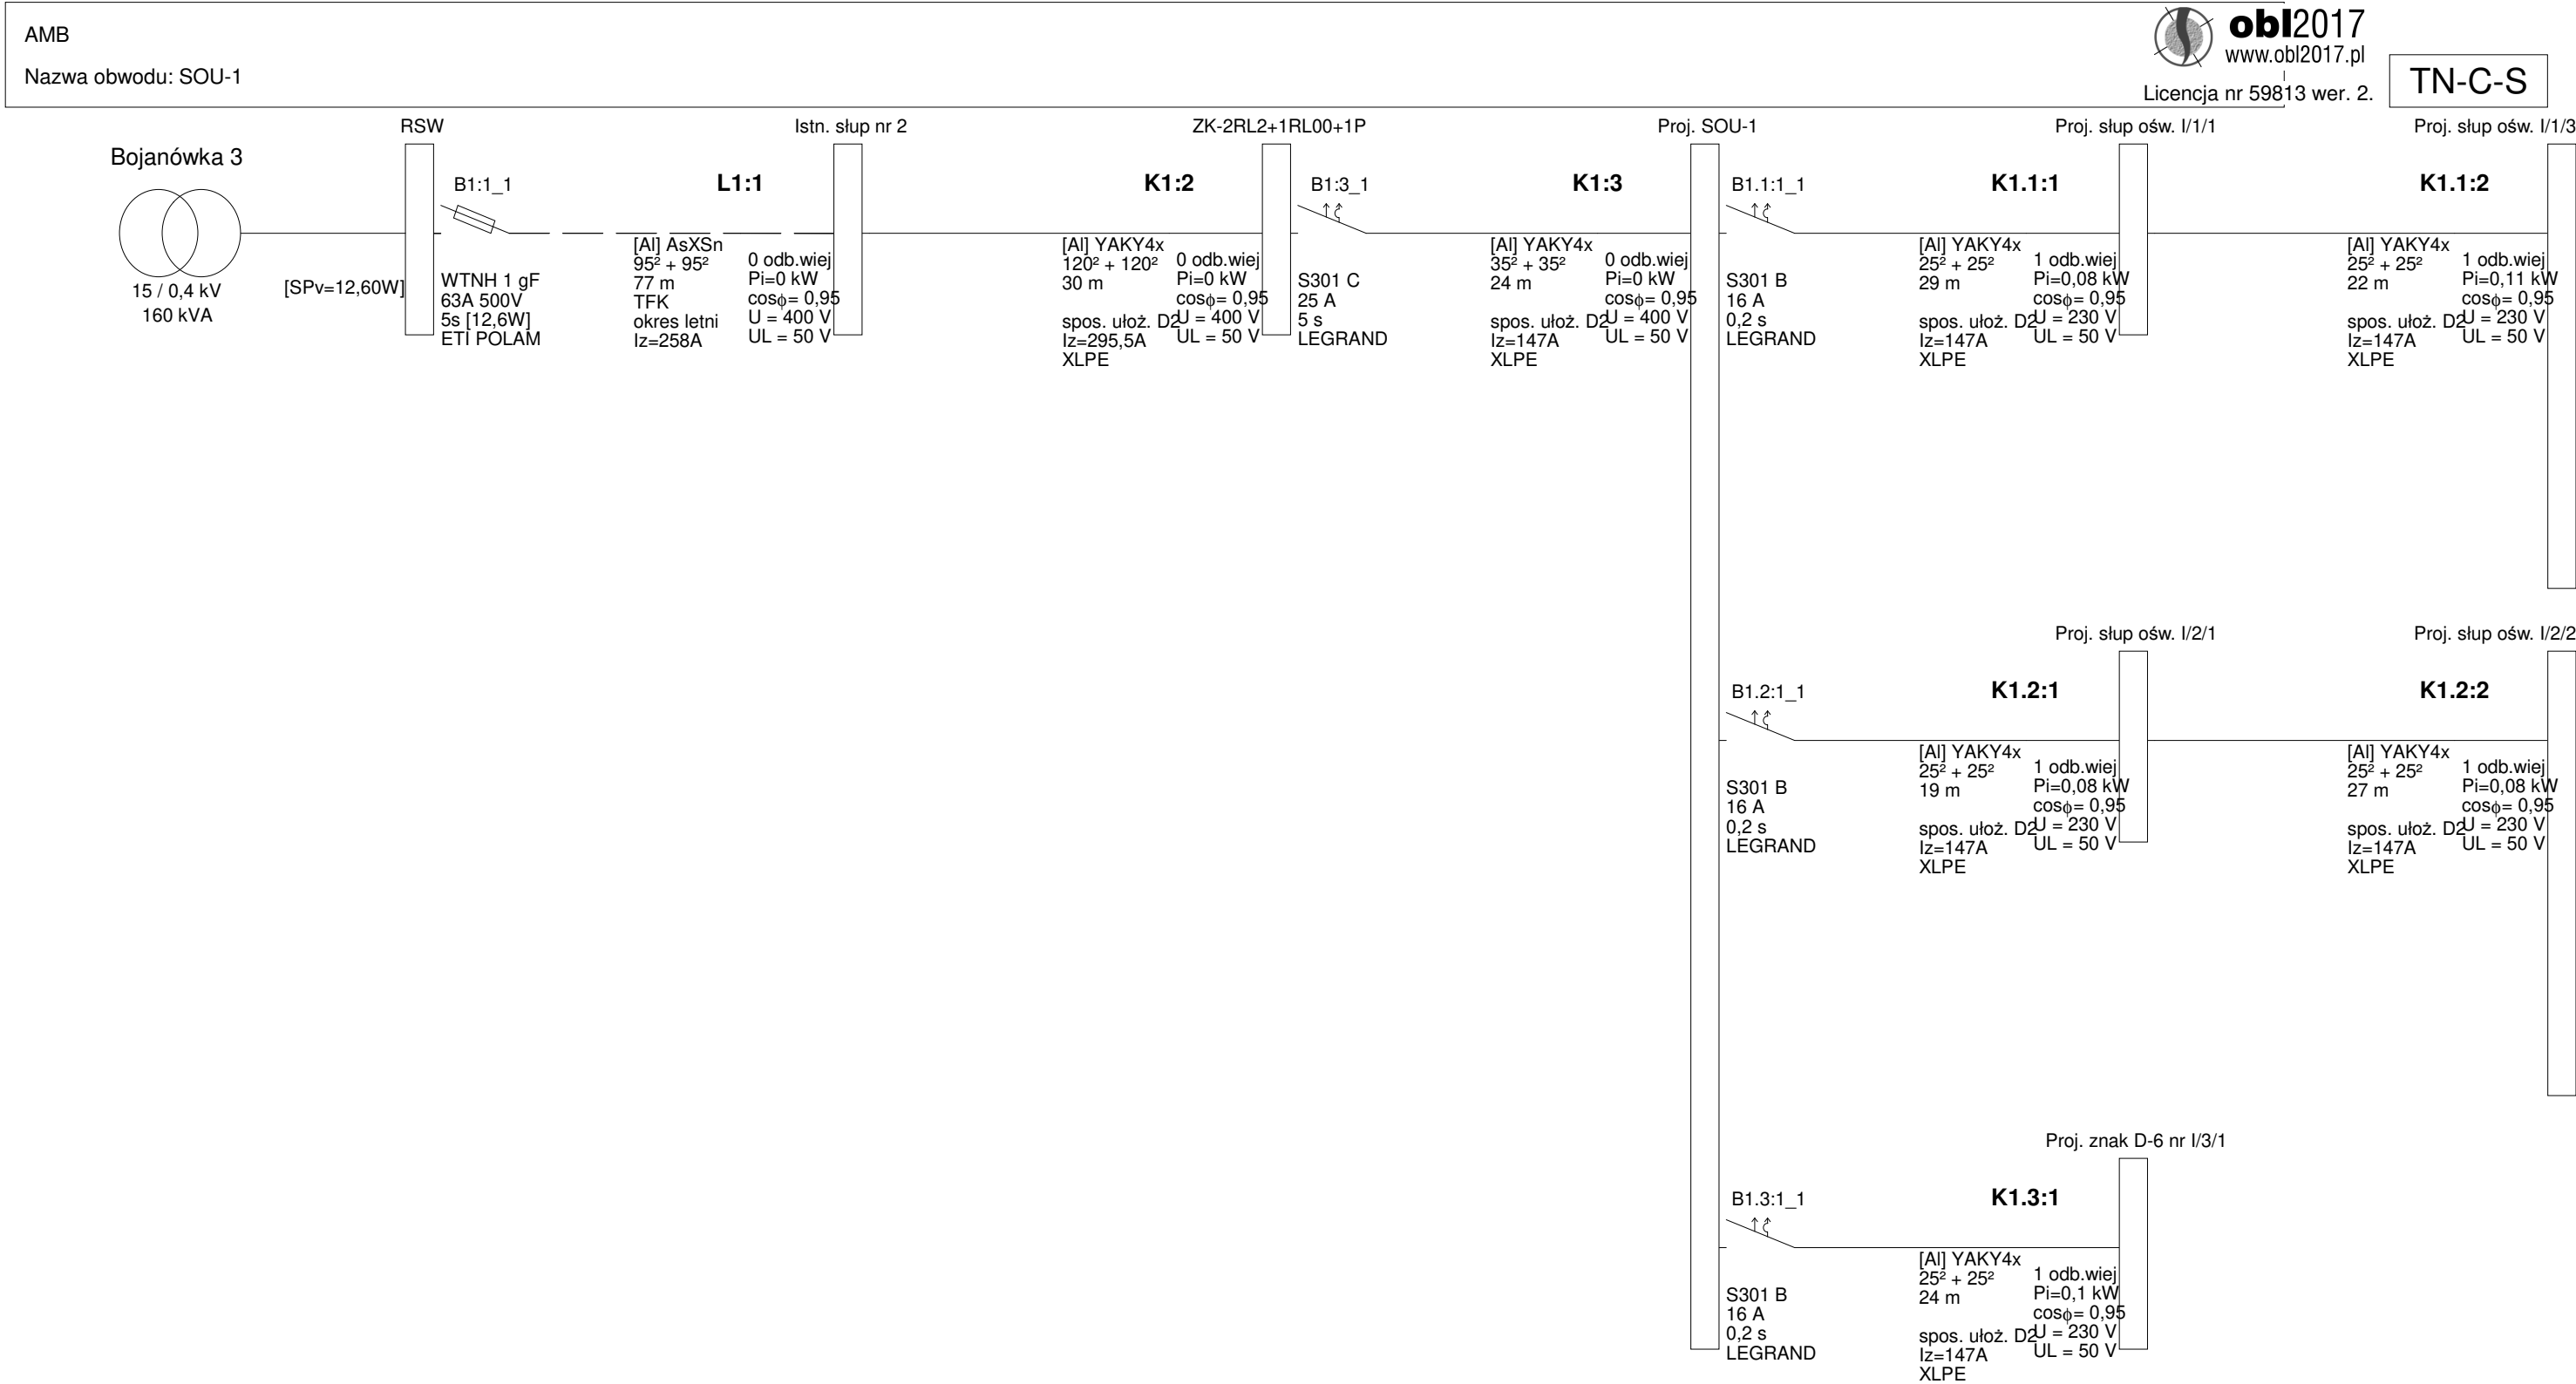 AMB
Nazwa obwodu: SOU-1
obl2017
www.obl2017.pl
Licencja nr 59813 wer. 2.
TN-C-S
Bojanówka 3
15 / 0,4 kV
160 kVA
[SPv=12,60W]
RSW
B1:1_1
WTNH 1 gF
63A 500V
5s [12,6W]
ETI POLAM
L1:1
[Al] AsXSn
95² + 95²
77 m
TFK
okres letni
Iz=258A
0 odb.wiej
Pi=0 kW
cosϕ= 0,95
U = 400 V
UL = 50 V
Istn. słup nr 2
K1:2
[Al] YAKY4x
120² + 120²
30 m
spos. ułoż. D2
Iz=295,5A
XLPE
0 odb.wiej
Pi=0 kW
cosϕ= 0,95
U = 400 V
UL = 50 V
ZK-2RL2+1RL00+1P
B1:3_1
S301 C
25 A
5 s
LEGRAND
K1:3
[Al] YAKY4x
35² + 35²
24 m
spos. ułoż. D2
Iz=147A
XLPE
0 odb.wiej
Pi=0 kW
cosϕ= 0,95
U = 400 V
UL = 50 V
Proj. SOU-1
B1.1:1_1
S301 B
16 A
0,2 s
LEGRAND
K1.1:1
[Al] YAKY4x
25² + 25²
29 m
spos. ułoż. D2
Iz=147A
XLPE
1 odb.wiej
Pi=0,08 kW
cosϕ= 0,95
U = 230 V
UL = 50 V
Proj. słup ośw. I/1/1
K1.1:2
[Al] YAKY4x
25² + 25²
22 m
spos. ułoż. D2
Iz=147A
XLPE
1 odb.wiej
Pi=0,11 kW
cosϕ= 0,95
U = 230 V
UL = 50 V
Proj. słup ośw. I/1/3
B1.2:1_1
S301 B
16 A
0,2 s
LEGRAND
K1.2:1
[Al] YAKY4x
25² + 25²
19 m
spos. ułoż. D2
Iz=147A
XLPE
1 odb.wiej
Pi=0,08 kW
cosϕ= 0,95
U = 230 V
UL = 50 V
Proj. słup ośw. I/2/1
K1.2:2
[Al] YAKY4x
25² + 25²
27 m
spos. ułoż. D2
Iz=147A
XLPE
1 odb.wiej
Pi=0,08 kW
cosϕ= 0,95
U = 230 V
UL = 50 V
Proj. słup ośw. I/2/2
B1.3:1_1
S301 B
16 A
0,2 s
LEGRAND
K1.3:1
[Al] YAKY4x
25² + 25²
24 m
spos. ułoż. D2
Iz=147A
XLPE
1 odb.wiej
Pi=0,1 kW
cosϕ= 0,95
U = 230 V
UL = 50 V
Proj. znak D-6 nr I/3/1